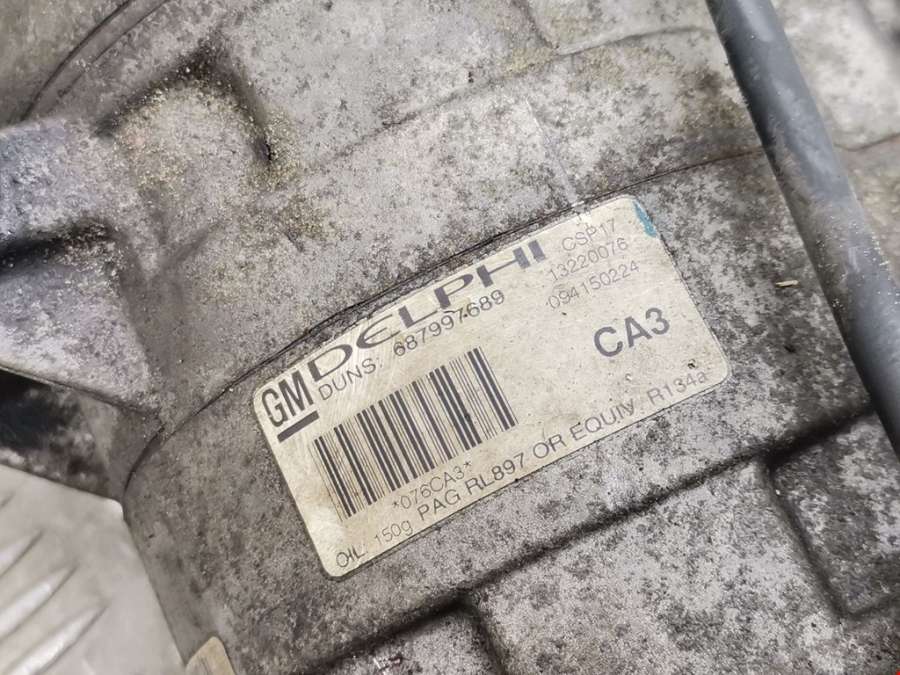 GM DELPHI CSP17
DUNS: 687997689 13220076
094150224
CA3
*076CA3*
OIL: 150g PAG RL897 OR EQUIV R134a